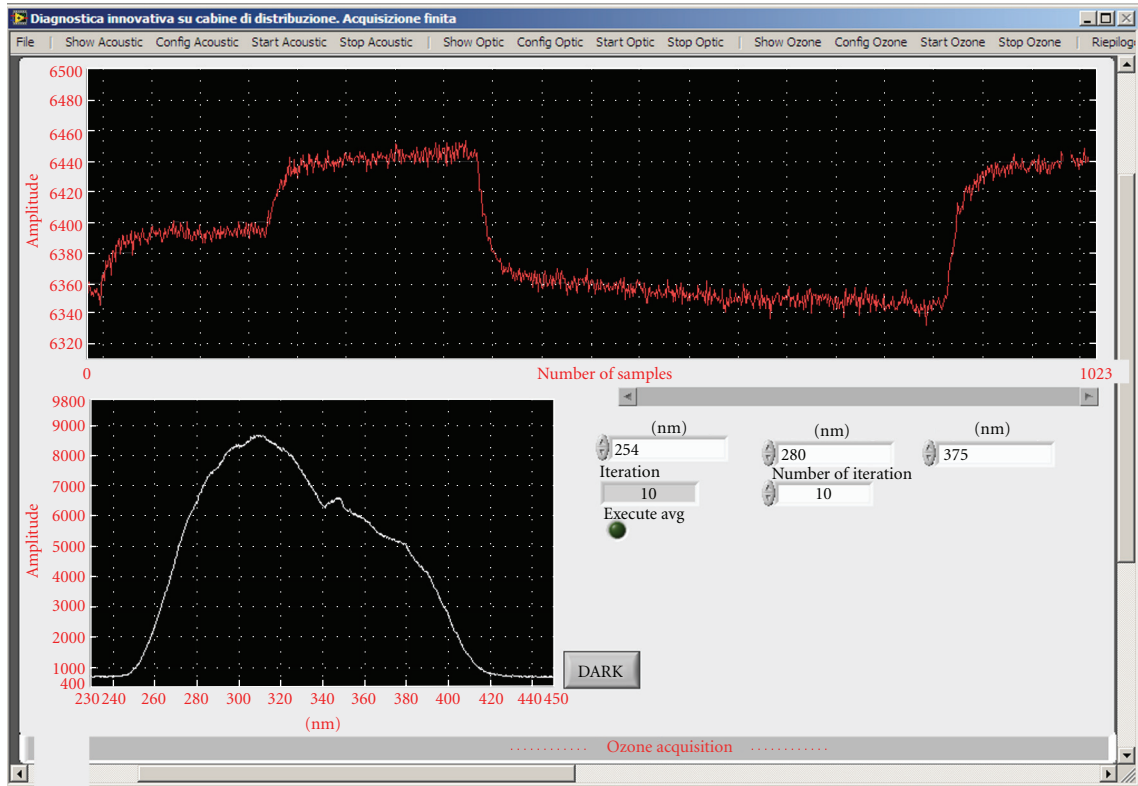 Diagnostica innovativa su cabine di distribuzione. Acquisizione finita
File | Show Acoustic Config Acoustic Start Acoustic Stop Acoustic | Show Optic Config Optic Start Optic Stop Optic | Show Ozone Config Ozone Start Ozone Stop Ozone | Riepilog
6500
6480
6460
6440
6420
6400
6380
6360
6340
6320
Amplitude
0 Number of samples 1023
9800
9000
8000
7000
6000
5000
4000
3000
2000
1000
400
Amplitude
230 240 260 280 300 320 340 360 380 400 420 440 450
(nm)
(nm) (nm) (nm)
254 280 375
Iteration Number of iteration
10 10
Execute avg
DARK
............ Ozone acquisition ............